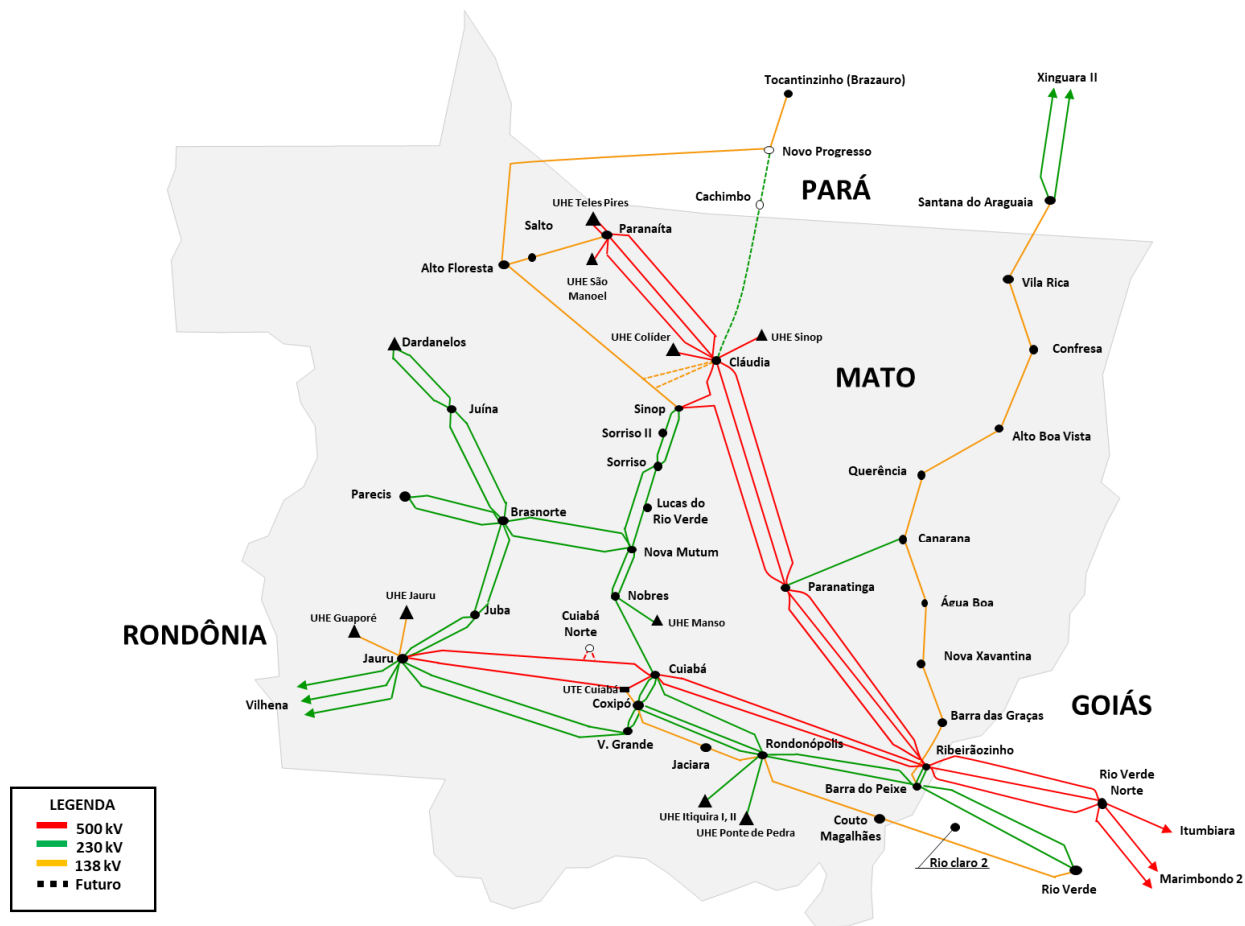 Tocantinzinho (Brazauro)
Xinguara II
Novo Progresso
PARÁ
Cachimbo
Santana do Araguaia
UHE Teles Pires
Salto
Paranaíta
Alto Floresta
UHE São
Manoel
Vila Rica
UHE Colíder
UHE Sinop
Dardanelos
Cláudia
Confresa
MATO
Juína
Sinop
Sorriso II
Alto Boa Vista
Sorriso
Querência
Parecis
Brasnorte
Lucas do
Rio Verde
Nova Mutum
Canarana
Paranatinga
UHE Jauru
Nobres
Água Boa
UHE Guaporé
Juba
Cuiabá
Norte
UHE Manso
RONDÔNIA
Jauru
Nova Xavantina
Cuiabá
UTE Cuiabá
Coxipó
Vilhena
GOIÁS
Barra das Graças
V. Grande
Rondonópolis
Ribeirãozinho
Jaciara
Barra do Peixe
Rio Verde
Norte
UHE Itiquira I, II
UHE Ponte de Pedra
Couto
Magalhães
Itumbiara
Rio claro 2
Rio Verde
Marimbondo 2
LEGENDA
500 kV
230 kV
138 kV
Futuro